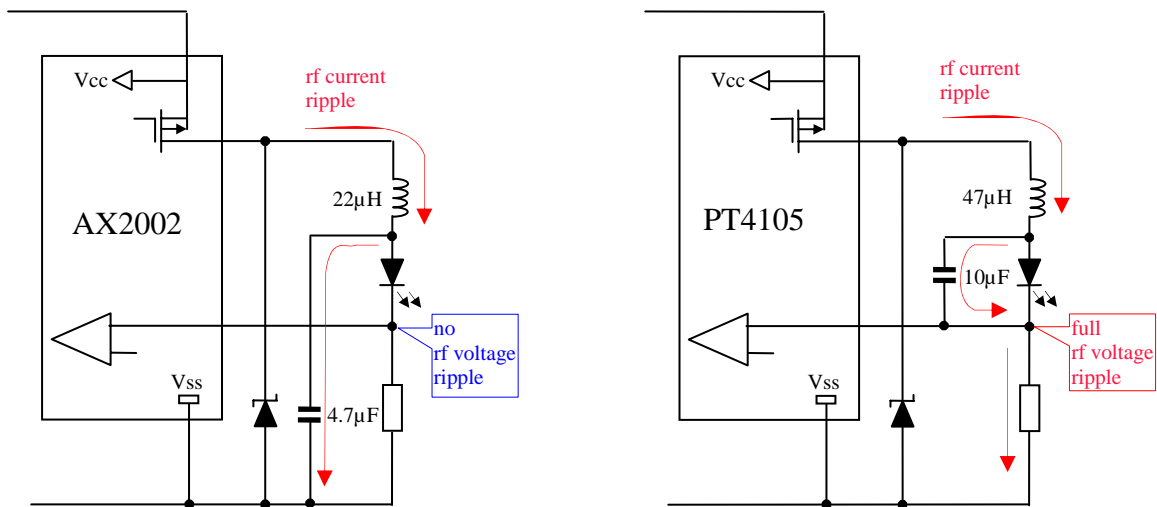 rf current
ripple
Vcc
22µH
AX2002
no
rf voltage
ripple
Vss
4.7µF
rf current
ripple
Vcc
47µH
PT4105
10µF
full
rf voltage
ripple
Vss